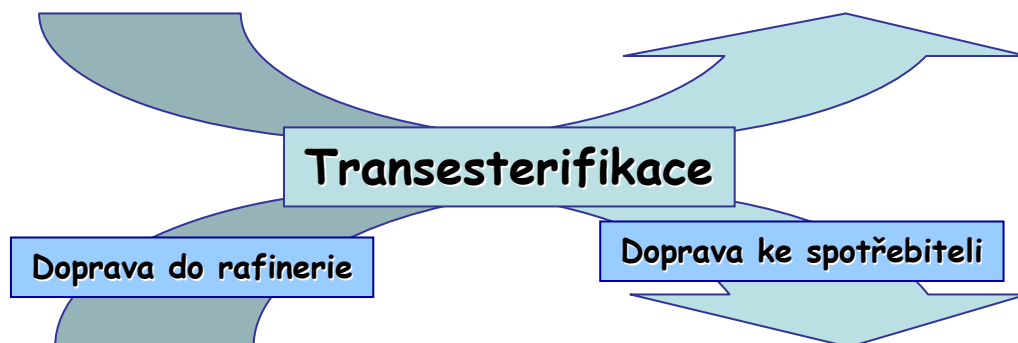 Transesterifikace
Doprava do rafinerie
Doprava ke spotřebiteli